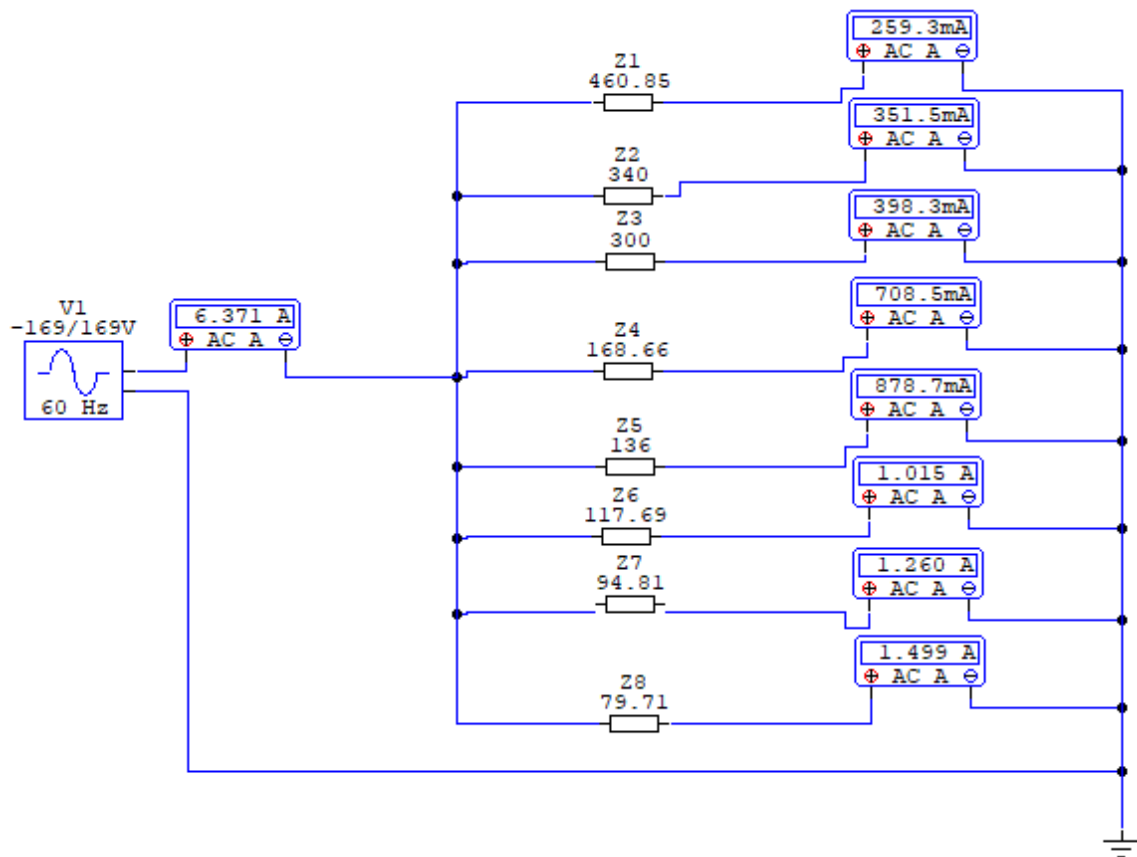 259.3mA
AC A
Z1
460.85
351.5mA
AC A
Z2
340
398.3mA
AC A
Z3
300
708.5mA
AC A
V1
-169/169V
60 Hz
6.371 A
AC A
Z4
168.66
878.7mA
AC A
Z5
136
1.015 A
AC A
Z6
117.69
1.260 A
AC A
Z7
94.81
1.499 A
AC A
Z8
79.71